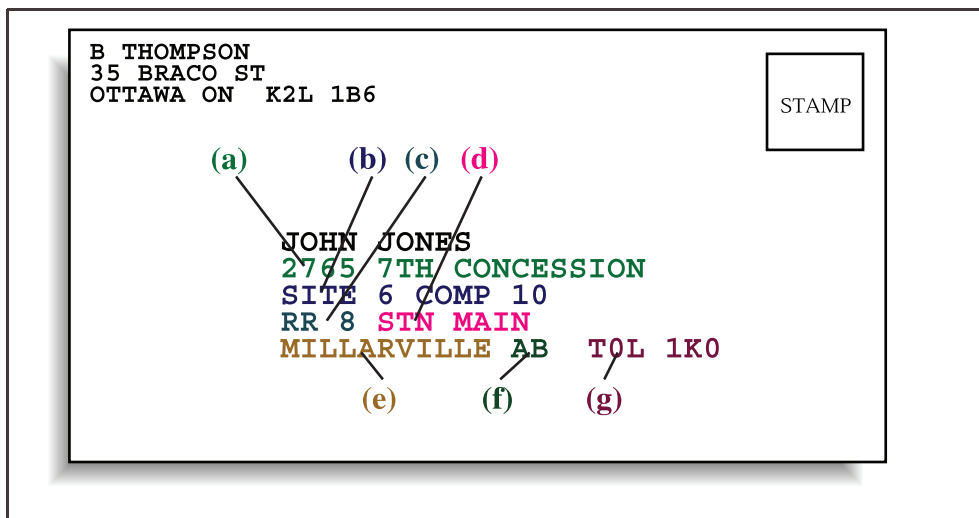 B THOMPSON
35 BRACO ST
OTTAWA ON  K2L 1B6
STAMP
(a) (b) (c) (d)
JOHN JONES
2765 7TH CONCESSION
SITE 6 COMP 10
RR 8 STN MAIN
MILLARVILLE AB  T0L 1K0
(e) (f) (g)